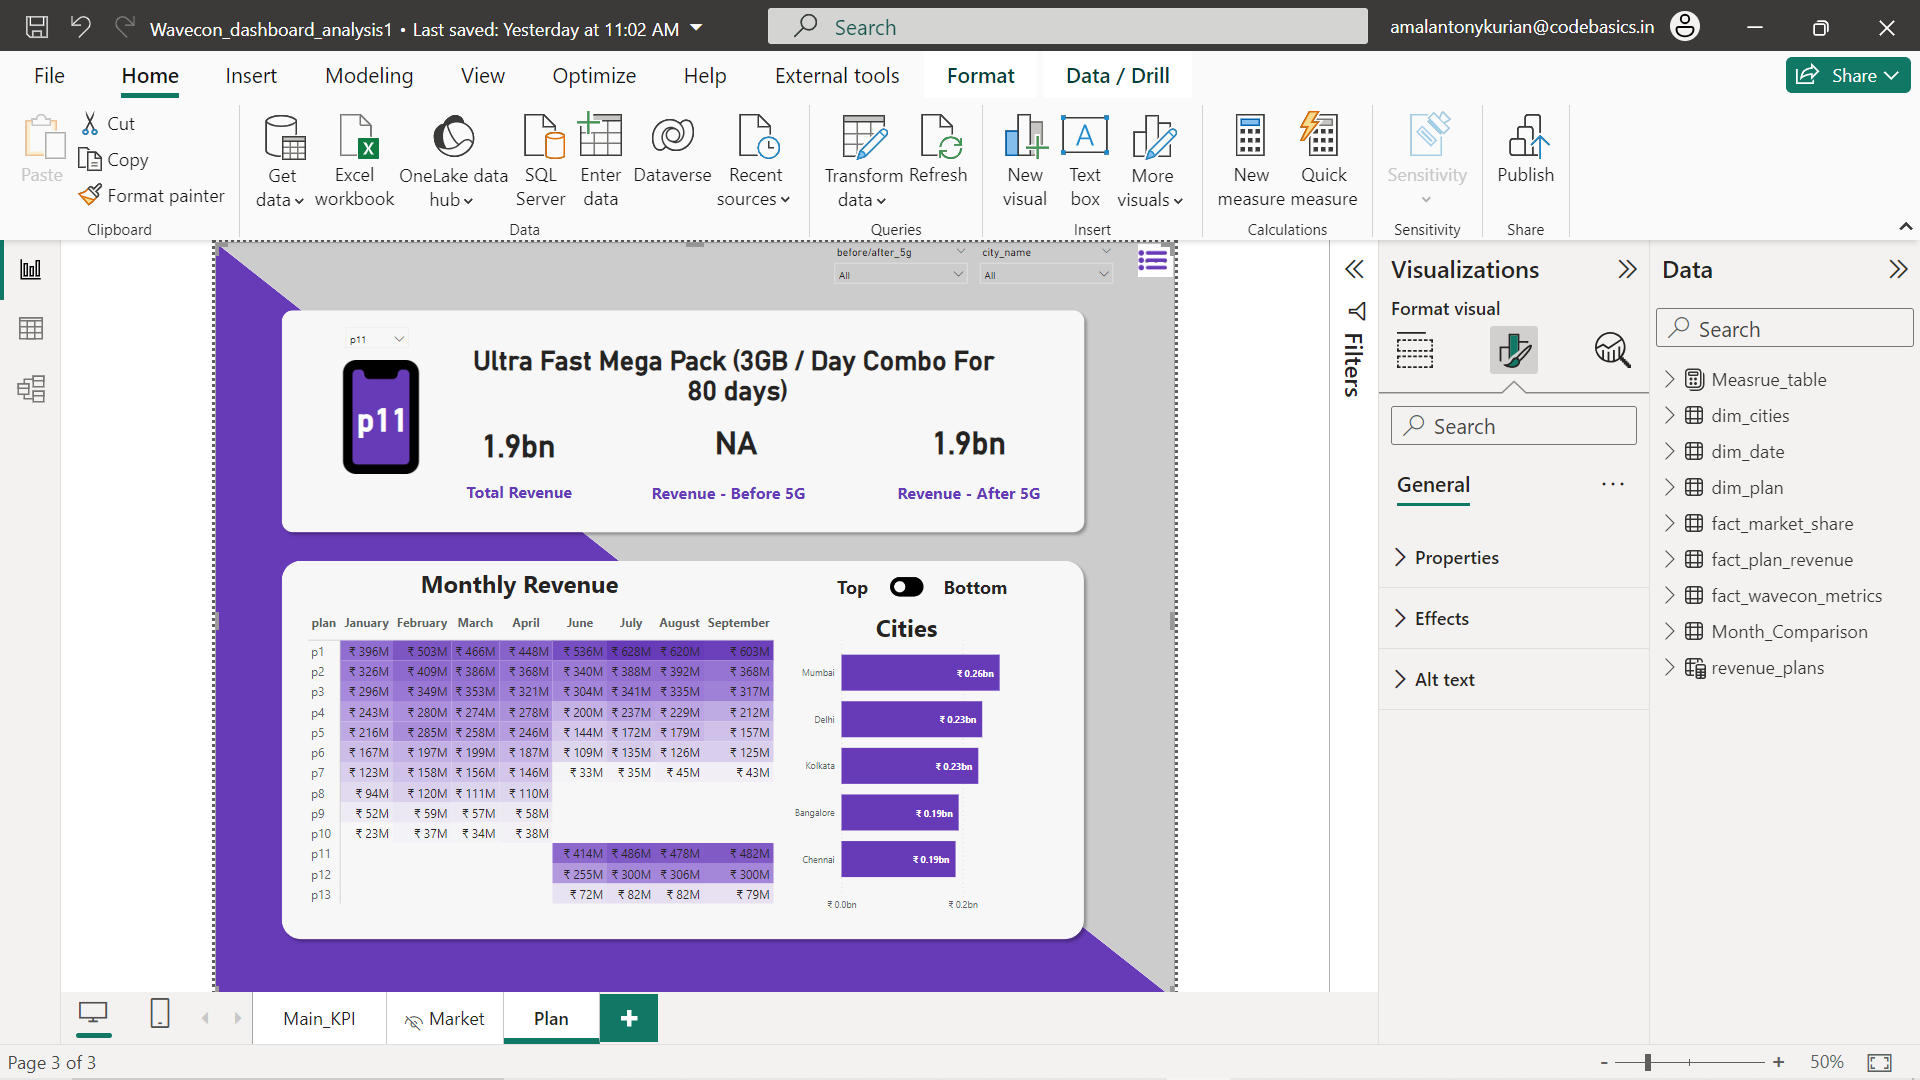 Wavecon_dashboard_analysis1 • Last saved: Yesterday at 11:02 AM
Search
amalantonykurian@codebasics.in
File Home Insert Modeling View Optimize Help External tools Format Data / Drill
Share
Paste
Cut
Copy
Format painter
Clipboard
Get data
Excel workbook
OneLake data hub
SQL Server
Enter data
Dataverse
Recent sources
Data
Transform data
Refresh
Queries
New visual
Text box
More visuals
Insert
New measure
Quick measure
Calculations
Sensitivity
Sensitivity
Publish
Share
before/after_5g
All
city_name
All
p11
p11
Ultra Fast Mega Pack (3GB / Day Combo For
80 days)
1.9bn NA 1.9bn
Total Revenue Revenue - Before 5G Revenue - After 5G
Monthly Revenue
plan January February March April June July August September
p1 ₹ 396M ₹ 503M ₹ 466M ₹ 448M ₹ 536M ₹ 628M ₹ 620M ₹ 603M
p2 ₹ 326M ₹ 409M ₹ 386M ₹ 368M ₹ 340M ₹ 388M ₹ 392M ₹ 368M
p3 ₹ 296M ₹ 349M ₹ 353M ₹ 321M ₹ 304M ₹ 341M ₹ 335M ₹ 317M
p4 ₹ 243M ₹ 280M ₹ 274M ₹ 278M ₹ 200M ₹ 237M ₹ 229M ₹ 212M
p5 ₹ 216M ₹ 285M ₹ 258M ₹ 246M ₹ 144M ₹ 172M ₹ 179M ₹ 157M
p6 ₹ 167M ₹ 197M ₹ 199M ₹ 187M ₹ 109M ₹ 135M ₹ 126M ₹ 125M
p7 ₹ 123M ₹ 158M ₹ 156M ₹ 146M ₹ 33M ₹ 35M ₹ 45M ₹ 43M
p8 ₹ 94M ₹ 120M ₹ 111M ₹ 110M
p9 ₹ 52M ₹ 59M ₹ 57M ₹ 58M
p10 ₹ 23M ₹ 37M ₹ 34M ₹ 38M
p11 ₹ 414M ₹ 486M ₹ 478M ₹ 482M
p12 ₹ 255M ₹ 300M ₹ 306M ₹ 300M
p13 ₹ 72M ₹ 82M ₹ 82M ₹ 79M
Top Bottom
Cities
Mumbai ₹ 0.26bn
Delhi ₹ 0.23bn
Kolkata ₹ 0.23bn
Bangalore ₹ 0.19bn
Chennai ₹ 0.19bn
₹ 0.0bn ₹ 0.2bn
Filters
Visualizations
Format visual
Search
General ...
Properties
Effects
Alt text
Data
Search
Measrue_table
dim_cities
dim_date
dim_plan
fact_market_share
fact_plan_revenue
fact_wavecon_metrics
Month_Comparison
revenue_plans
Main_KPI Market Plan +
Page 3 of 3
- + 50%